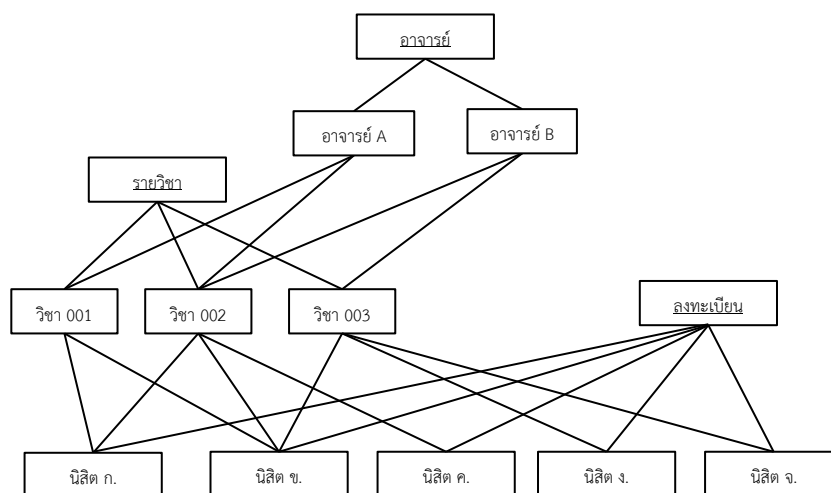 อาจารย์
อาจารย์ A
อาจารย์ B
รายวิชา
วิชา 001
วิชา 002
วิชา 003
ลงทะเบียน
นิสิต ก.
นิสิต ข.
นิสิต ค.
นิสิต ง.
นิสิต จ.